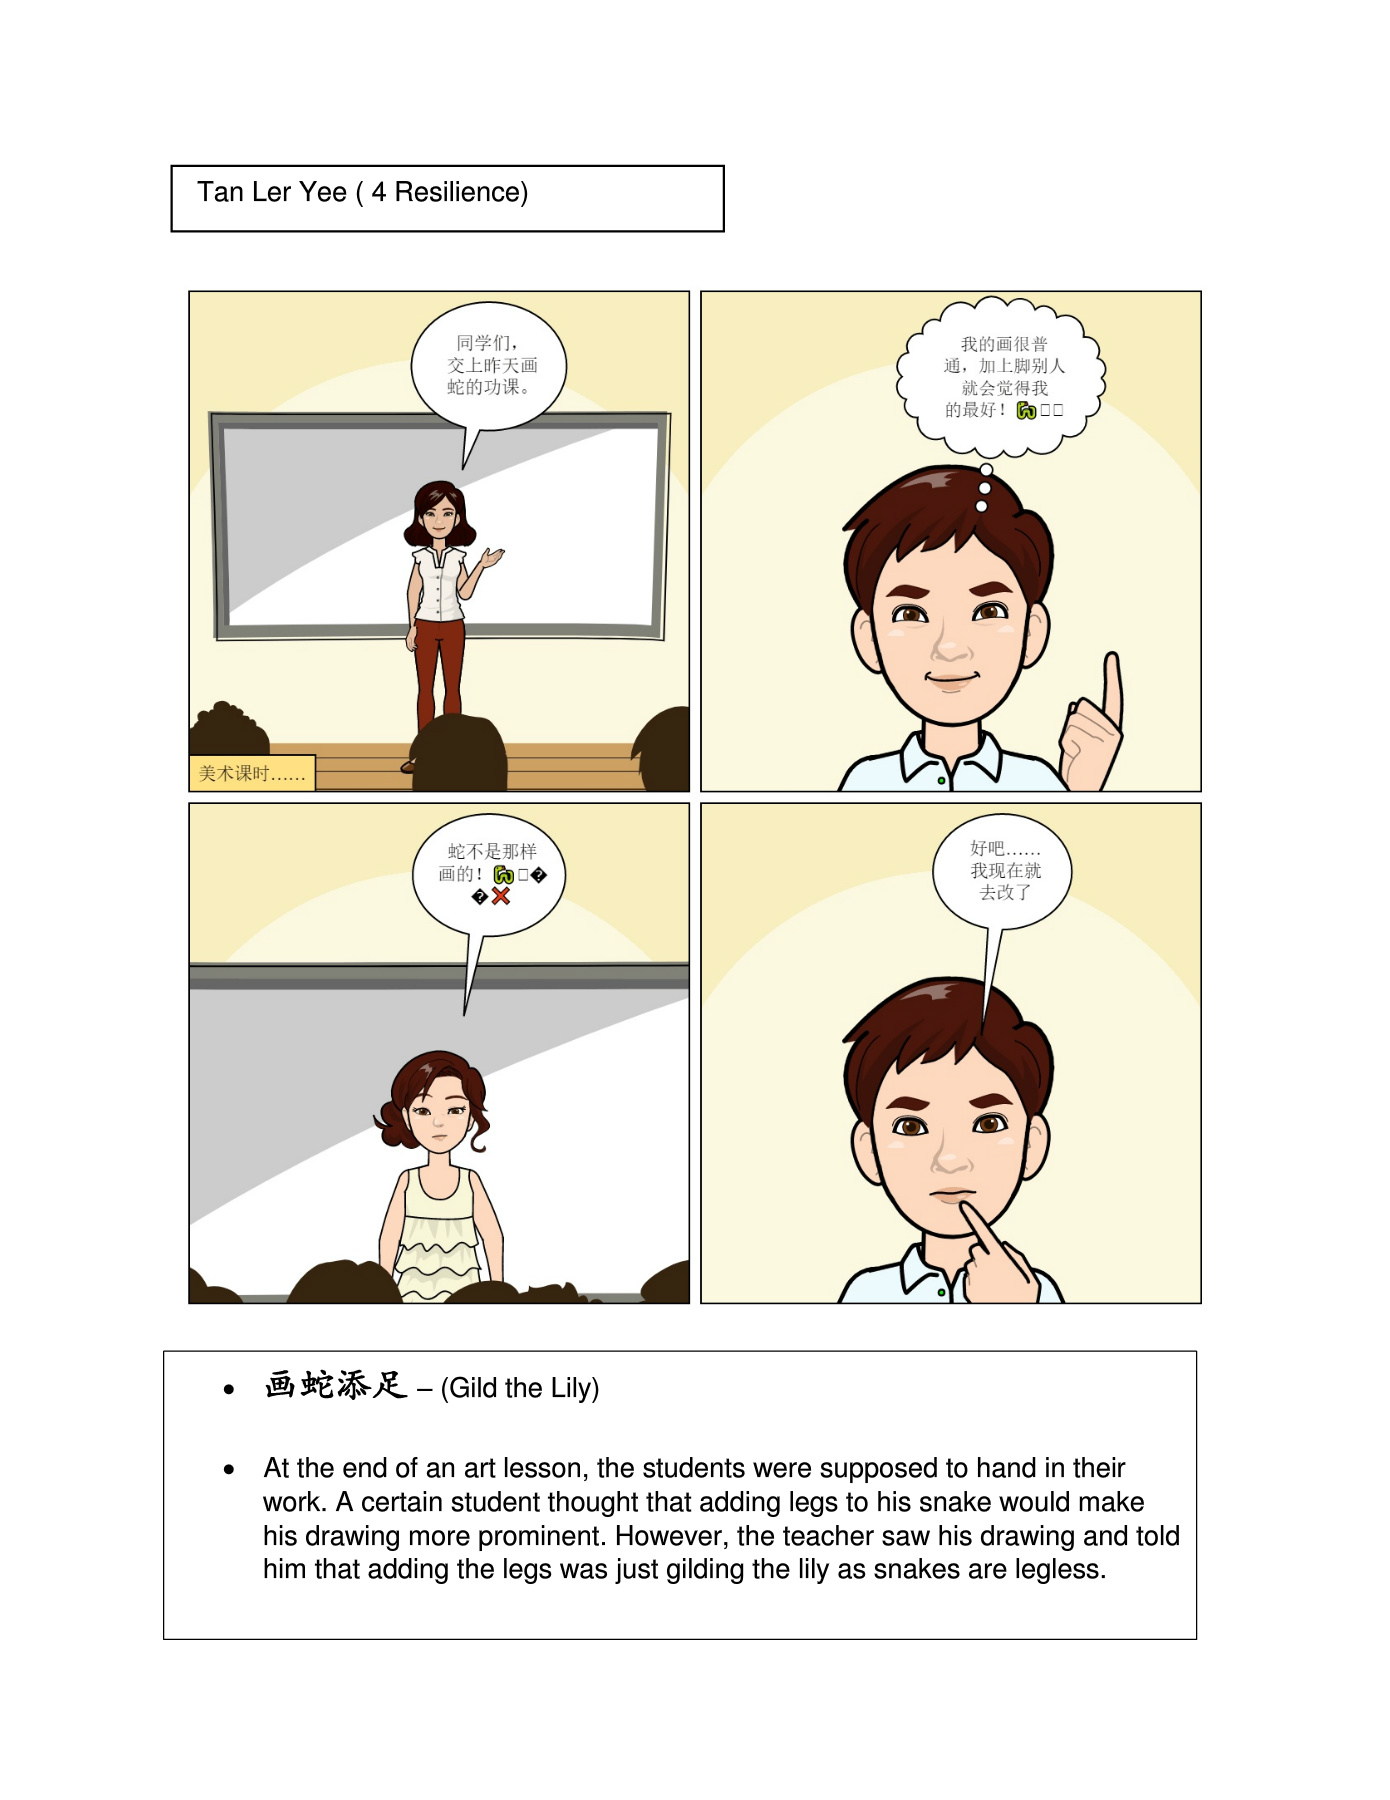 Tan Ler Yee ( 4 Resilience)
同学们，
交上昨天画
蛇的功课。
美术课时……
我的画很普
通，加上脚别人
就会觉得我
的最好！🐍□□
蛇不是那样
画的！🐍□�
�❌
好吧……
我现在就
去改了
• 画蛇添足 – (Gild the Lily)
• At the end of an art lesson, the students were supposed to hand in their
work. A certain student thought that adding legs to his snake would make
his drawing more prominent. However, the teacher saw his drawing and told
him that adding the legs was just gilding the lily as snakes are legless.